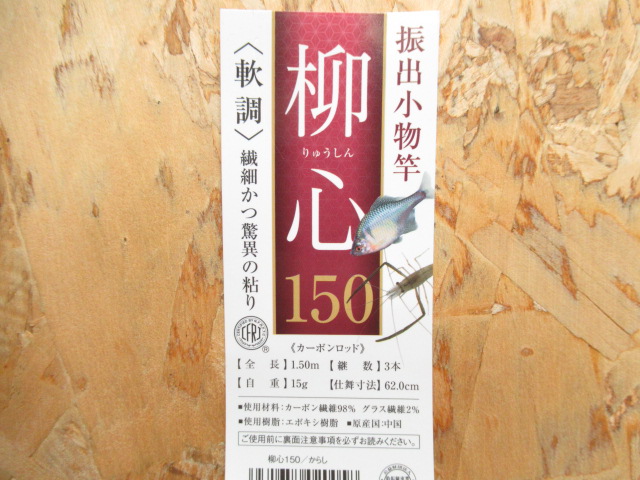 振出小物竿
柳心
りゅうしん
150
〈軟調〉繊細かつ驚異の粘り
CFRJ
®
《カーボンロッド》
【全長】1.50m 【継数】3本
【自重】15g 【仕舞寸法】62.0cm
■使用材料:カーボン繊維98% グラス繊維2%
■使用樹脂:エポキシ樹脂 ■原産国:中国
ご使用前に裏面注意事項を必ずお読みください。
柳心150/からし